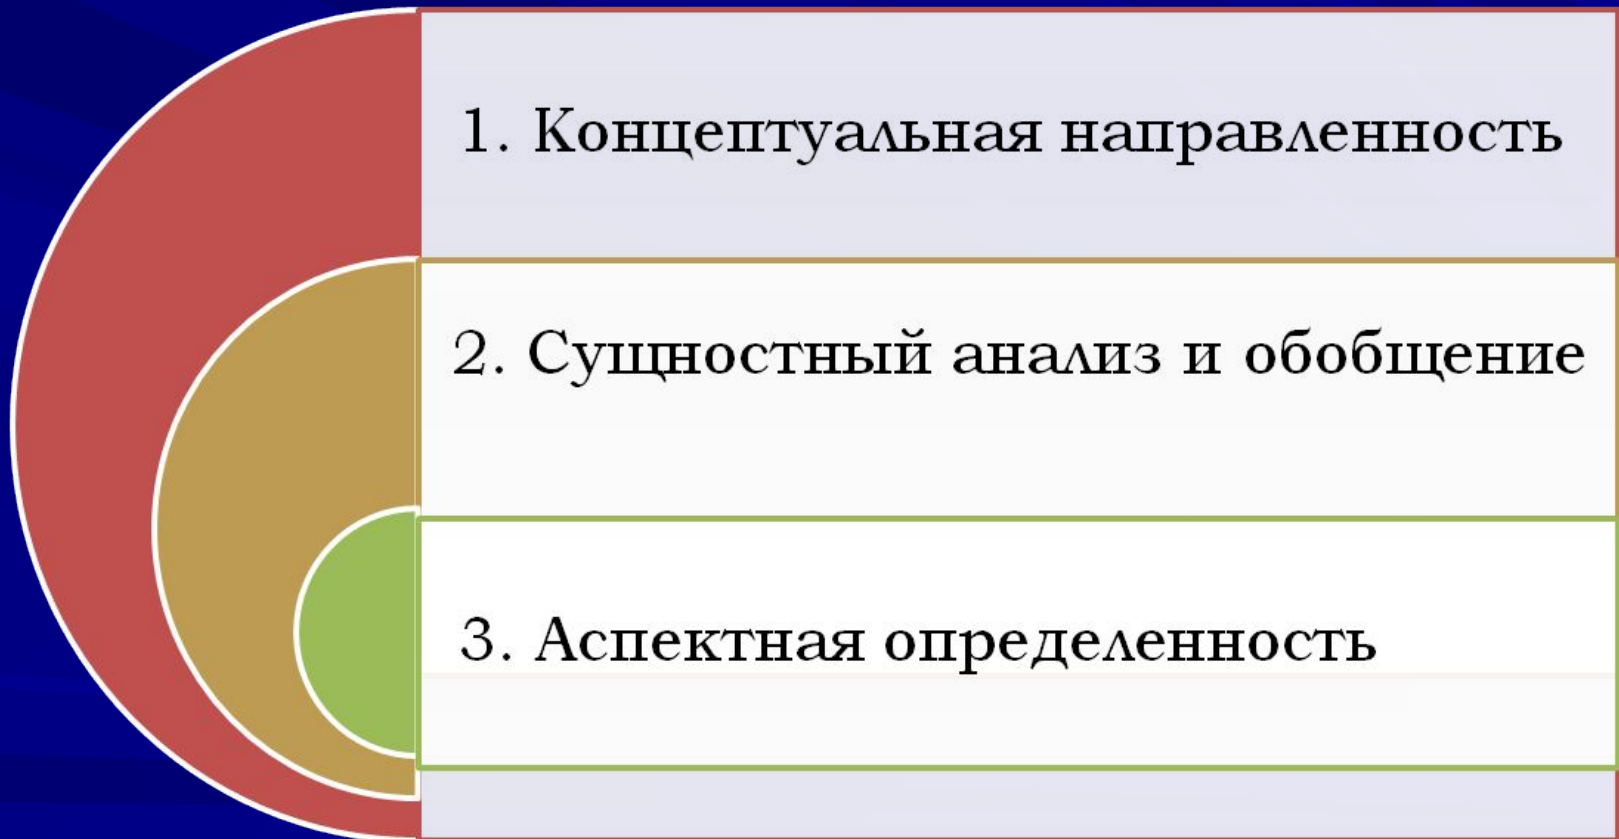 1. Концептуальная направленность
2. Сущностный анализ и обобщение
3. Аспектная определенность